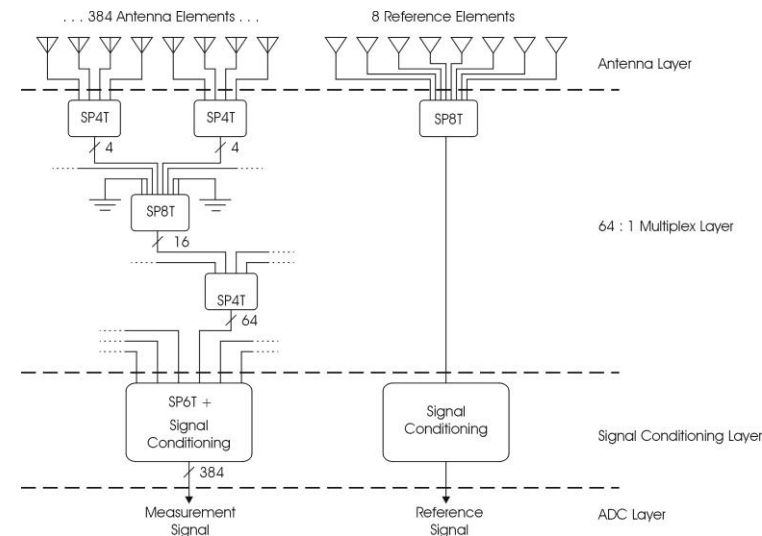 . . . 384 Antenna Elements . . .
8 Reference Elements
Antenna Layer
SP4T
SP4T
SP8T
4
4
SP8T
64 : 1 Multiplex Layer
16
SP4T
64
SP6T +
Signal
Conditioning
Signal
Conditioning
Signal Conditioning Layer
384
Measurement
Signal
Reference
Signal
ADC Layer